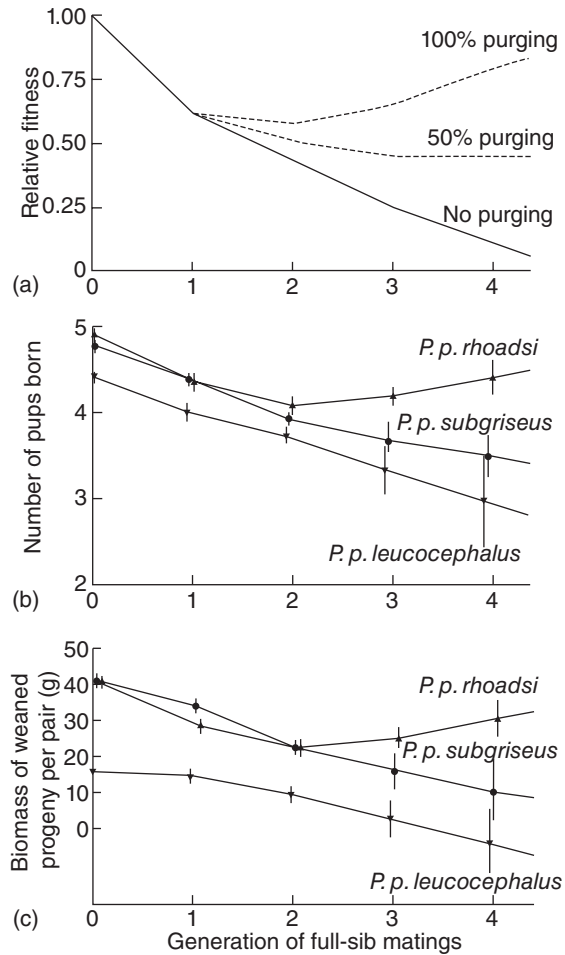 1.00
0.75
0.50
0.25
0
Relative fitness
100% purging
50% purging
No purging
(a)
0 1 2 3 4
5
4
3
2
Number of pups born
P. p. rhoadsi
P. p. subgriseus
P. p. leucocephalus
(b)
0 1 2 3 4
50
40
30
20
10
0
Biomass of weaned
progeny per pair (g)
P. p. rhoadsi
P. p. subgriseus
P. p. leucocephalus
(c)
0 1 2 3 4
Generation of full-sib matings